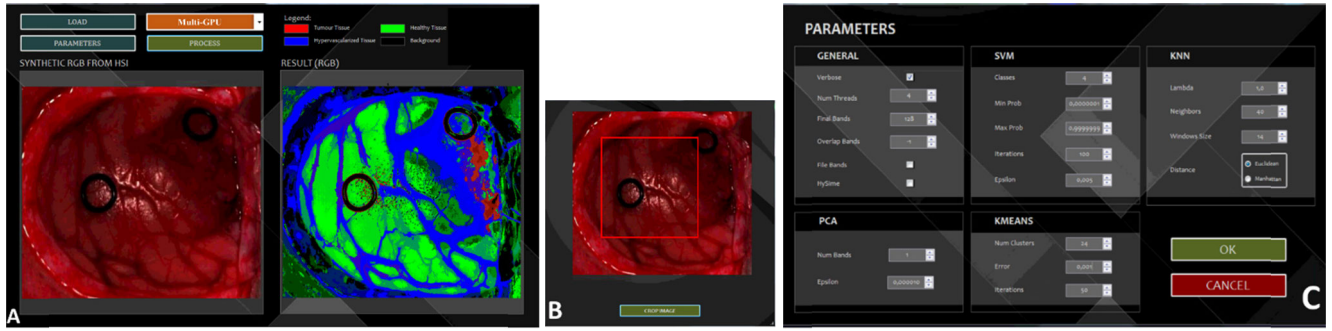 LOAD
Multi-GPU
PARAMETERS
PROCESS
Legend:
Tumour Tissue
Healthy Tissue
Hypervascularized Tissue
Background
SYNTHETIC RGB FROM HSI
RESULT (RGB)
A
CROP IMAGE
B
PARAMETERS
GENERAL
Verbose
Num Threads 4
Final Bands 128
Overlap Bands -1
File Bands
HySime
SVM
Classes 4
Min Prob 0,0000001
Max Prob 0,9999999
Iterations 100
Epsilon 0,005
KNN
Lambda 1,0
Neighbors 40
Windows Size 14
Distance
Euclidean
Manhattan
PCA
Num Bands 1
Epsilon 0,000010
KMEANS
Num Clusters 24
Error 0,005
Iterations 50
OK
CANCEL
C